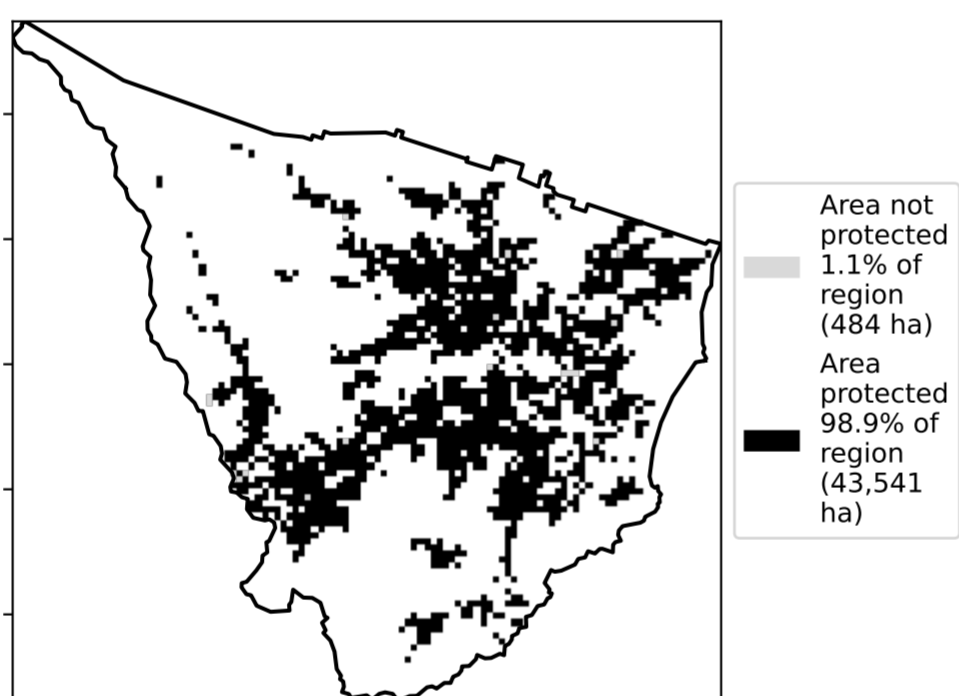 Area not
protected
1.1% of
region
(484 ha)
Area
protected
98.9% of
region
(43,541
ha)